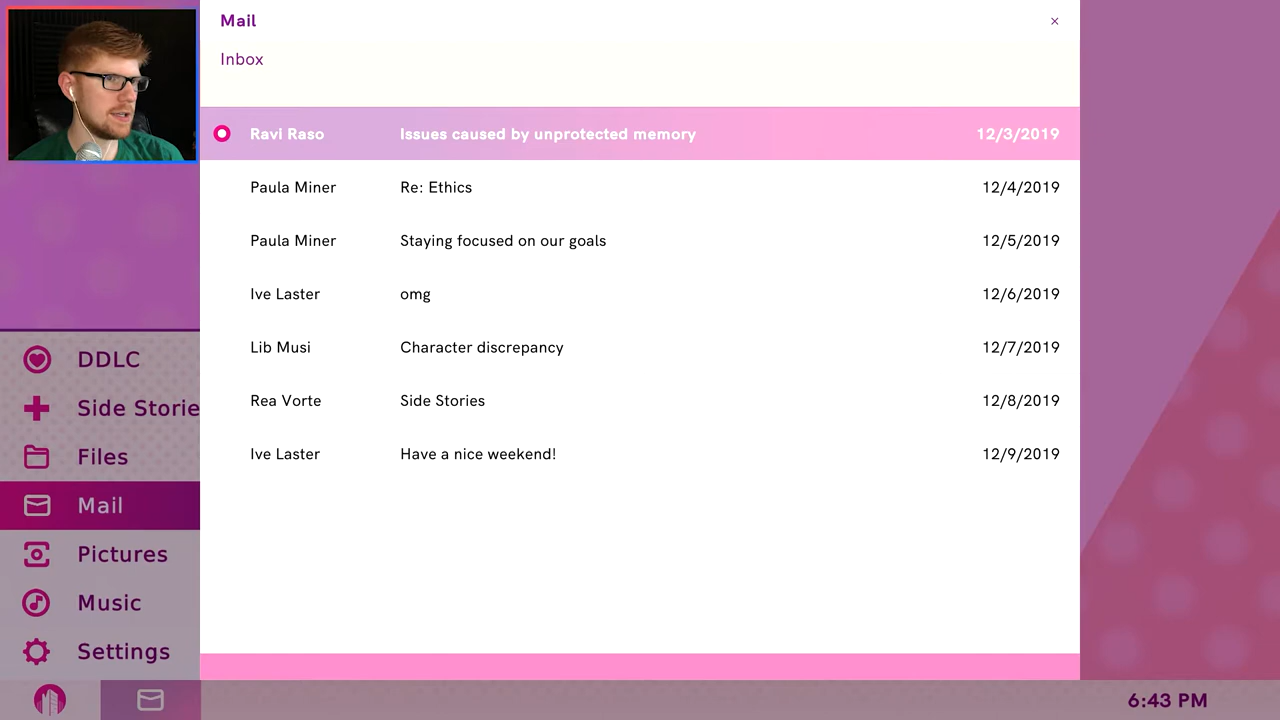 Mail ×
Inbox
Ravi Raso Issues caused by unprotected memory 12/3/2019
Paula Miner Re: Ethics 12/4/2019
Paula Miner Staying focused on our goals 12/5/2019
Ive Laster omg 12/6/2019
Lib Musi Character discrepancy 12/7/2019
Rea Vorte Side Stories 12/8/2019
Ive Laster Have a nice weekend! 12/9/2019
DDLC
Side Storie
Files
Mail
Pictures
Music
Settings
6:43 PM